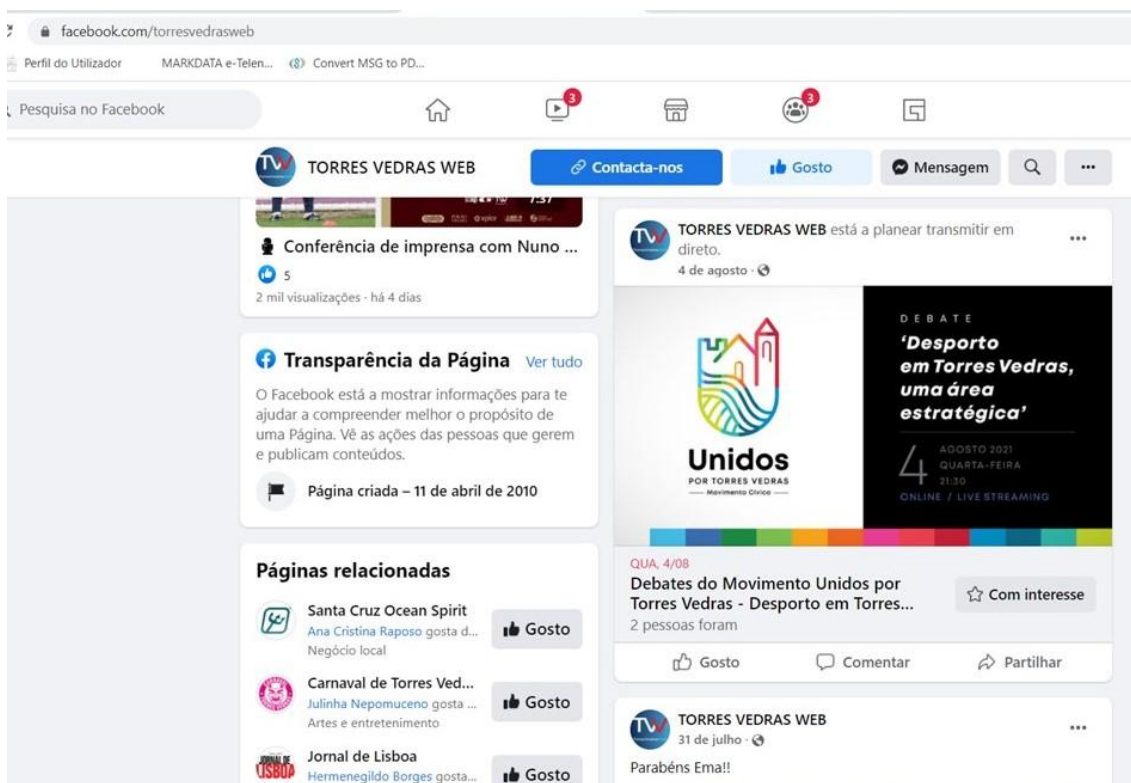 facebook.com/torresvedrasweb
Perfil do Utilizador
MARKDATA e-Telen...
Convert MSG to PD...
Pesquisa no Facebook
3
3
TORRES VEDRAS WEB
Contacta-nos
Gosto
Mensagem
7:37
Conferência de imprensa com Nuno ...
5
2 mil visualizações · há 4 dias
Transparência da Página
Ver tudo
O Facebook está a mostrar informações para te
ajudar a compreender melhor o propósito de
uma Página. Vê as ações das pessoas que gerem
e publicam conteúdos.
Página criada – 11 de abril de 2010
Páginas relacionadas
Santa Cruz Ocean Spirit
Ana Cristina Raposo gosta d...
Negócio local
Gosto
Carnaval de Torres Ved...
Julinha Nepomuceno gosta ...
Artes e entretenimento
Gosto
Jornal de Lisboa
Hermenegildo Borges gosta...
Gosto
TORRES VEDRAS WEB está a planear transmitir em
direto.
4 de agosto ·
Unidos
POR TORRES VEDRAS
Movimento Cívico
DEBATE
'Desporto
em Torres Vedras,
uma área
estratégica'
4
AGOSTO 2021
QUARTA-FEIRA
21:30
ONLINE / LIVE STREAMING
QUA, 4/08
Debates do Movimento Unidos por
Torres Vedras - Desporto em Torres...
2 pessoas foram
Com interesse
Gosto
Comentar
Partilhar
TORRES VEDRAS WEB
31 de julho ·
Parabéns Ema!!